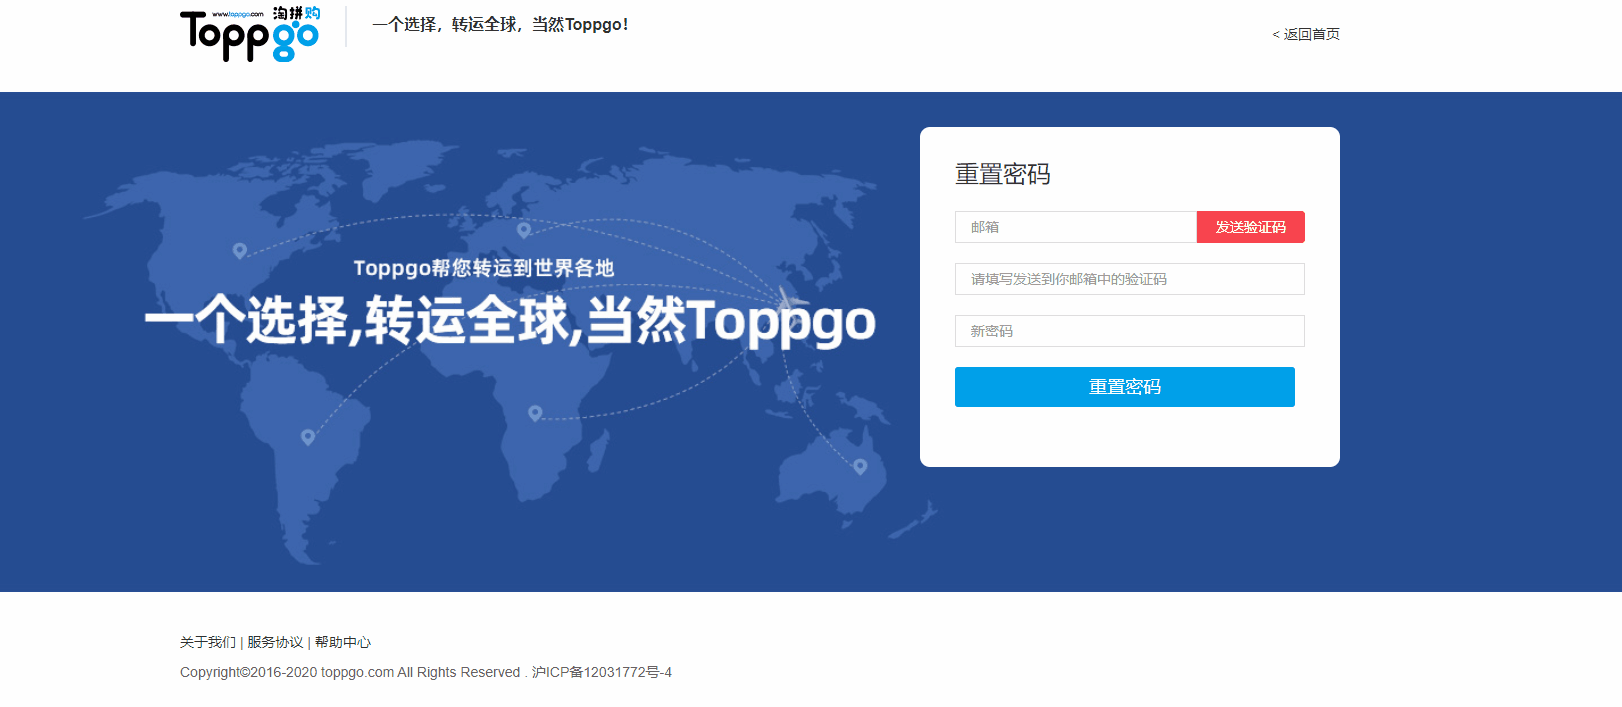 www.toppgo.com 淘拼购
Toppgo
一个选择，转运全球，当然Toppgo！
< 返回首页
Toppgo帮您转运到世界各地
一个选择,转运全球,当然Toppgo
重置密码
邮箱 发送验证码
请填写发送到你邮箱中的验证码
新密码
重置密码
关于我们 | 服务协议 | 帮助中心
Copyright©2016-2020 toppgo.com All Rights Reserved . 沪ICP备12031772号-4